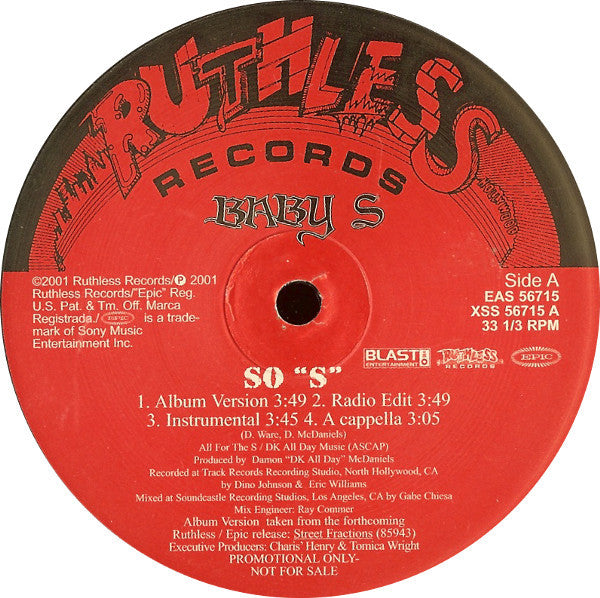 RUTHLESS
RECORDS
BABY S
©2001 Ruthless Records/℗ 2001
Ruthless Records/"Epic" Reg.
U.S. Pat. & Tm. Off. Marca
Registrada./ EPIC is a trade-
mark of Sony Music
Entertainment Inc.
Side A
EAS 56715
XSS 56715 A
33 1/3 RPM
BLAST
ENTERTAINMENT
RUTHLESS
RECORDS
EPIC
SO "S"
1. Album Version 3:49 2. Radio Edit 3:49
3. Instrumental 3:45 4. A cappella 3:05
(D. Ware, D. McDaniels)
All For The S / DK All Day Music (ASCAP)
Produced by Damon "DK All Day" McDaniels
Recorded at Track Records Recording Studio, North Hollywood, CA
by Dino Johnson & Eric Williams
Mixed at Soundcastle Recording Studios, Los Angeles, CA by Gabe Chiesa
Mix Engineer: Ray Commer
Album Version taken from the forthcoming
Ruthless / Epic release: Street Fractions (85943)
Executive Producers: Charis' Henry & Tomica Wright
PROMOTIONAL ONLY-
NOT FOR SALE